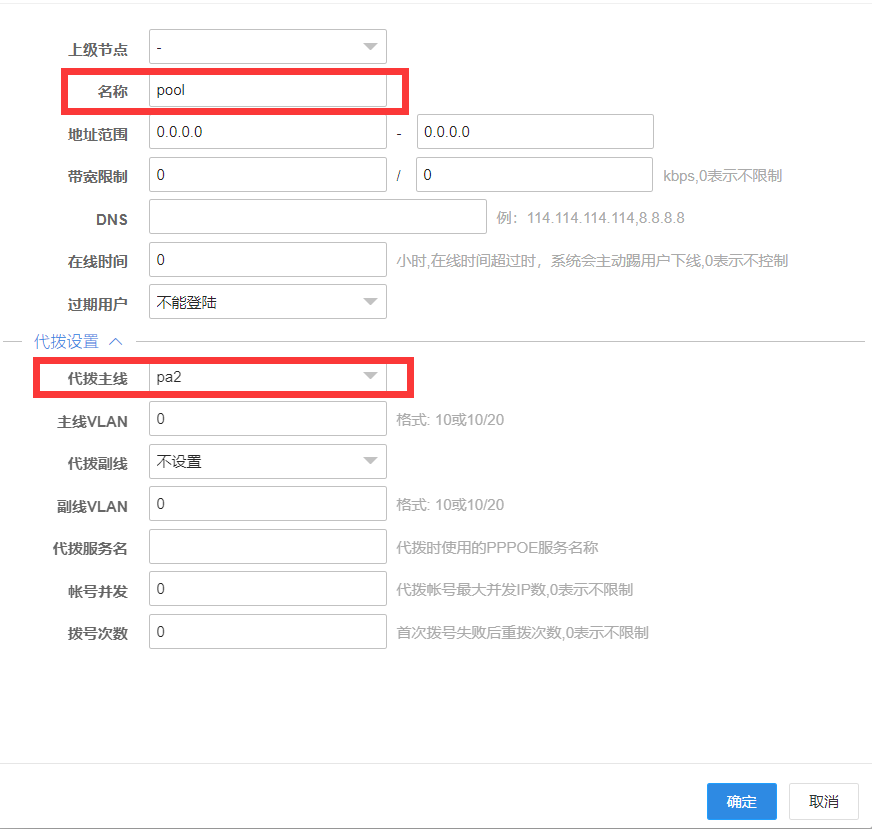 上级节点 -
名称 pool
地址范围 0.0.0.0 - 0.0.0.0
带宽限制 0 / 0 kbps,0表示不限制
DNS 例：114.114.114.114,8.8.8.8
在线时间 0 小时,在线时间超过时，系统会主动踢用户下线,0表示不控制
过期用户 不能登陆
代拨设置
代拨主线 pa2
主线VLAN 0 格式: 10或10/20
代拨副线 不设置
副线VLAN 0 格式: 10或10/20
代拨服务名 代拨时使用的PPPOE服务名称
帐号并发 0 代拨帐号最大并发IP数,0表示不限制
拨号次数 0 首次拨号失败后重拨次数,0表示不限制
确定 取消